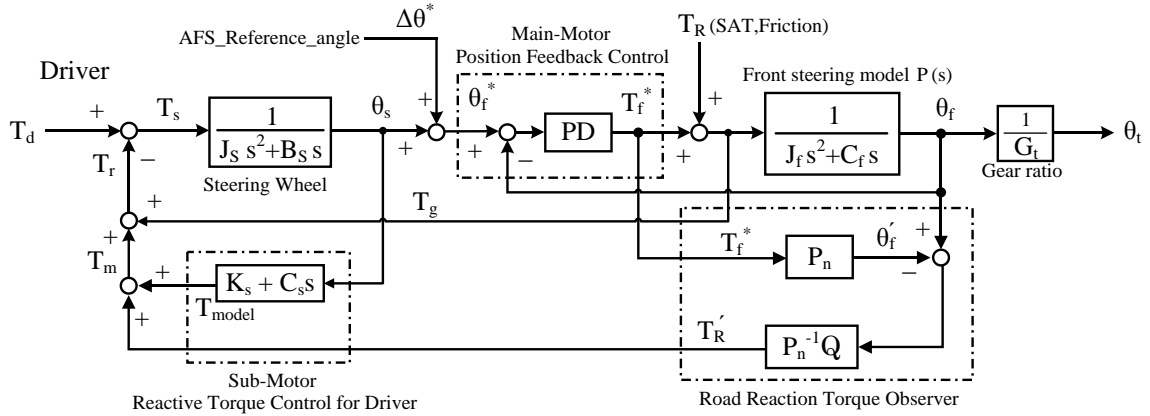 Δθ*
AFS_Reference_angle
Main-Motor
Position Feedback Control
T_R (SAT,Friction)
Front steering model P(s)
Driver
T_d
+
T_s
−
1
J_S s²+B_S s
Steering Wheel
θ_s
+
+
θ_f*
+
−
PD
T_f*
+
+
1
J_f s²+C_f s
θ_f
1
G_t
Gear ratio
θ_t
T_r
+
+
T_g
T_m
+
+
K_s + C_s s
T_model
T_f*
P_n
θ_f′
+
−
T_R′
P_n⁻¹Q
Sub-Motor
Reactive Torque Control for Driver
Road Reaction Torque Observer